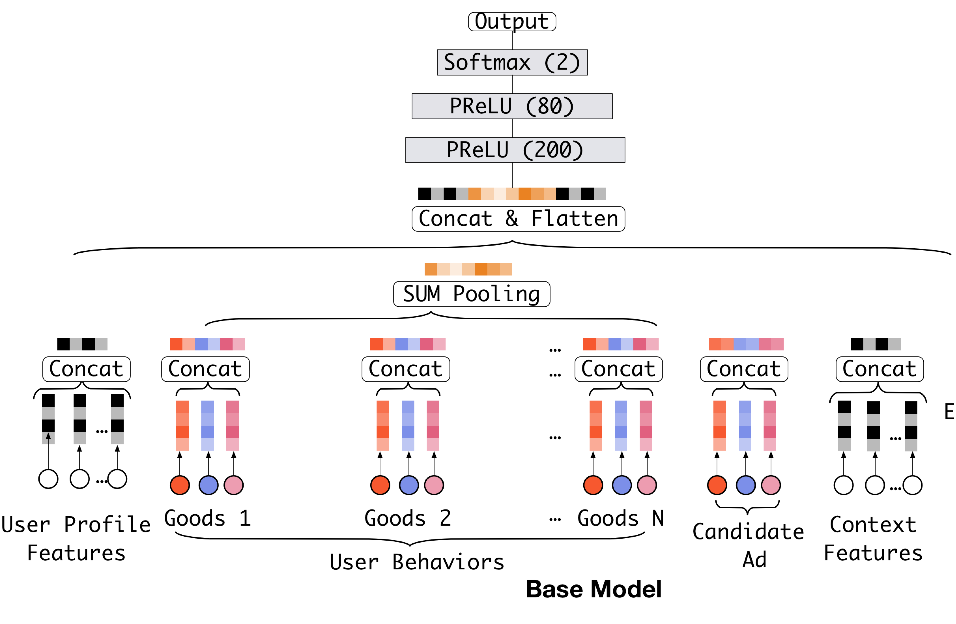 Output
Softmax (2)
PReLU (80)
PReLU (200)
Concat & Flatten
SUM Pooling
Concat
Concat
Concat
...
...
Concat
Concat
Concat
...
...
...
E
...
...
User Profile
Features
Goods 1
Goods 2
...
Goods N
User Behaviors
Candidate
Ad
Context
Features
Base Model